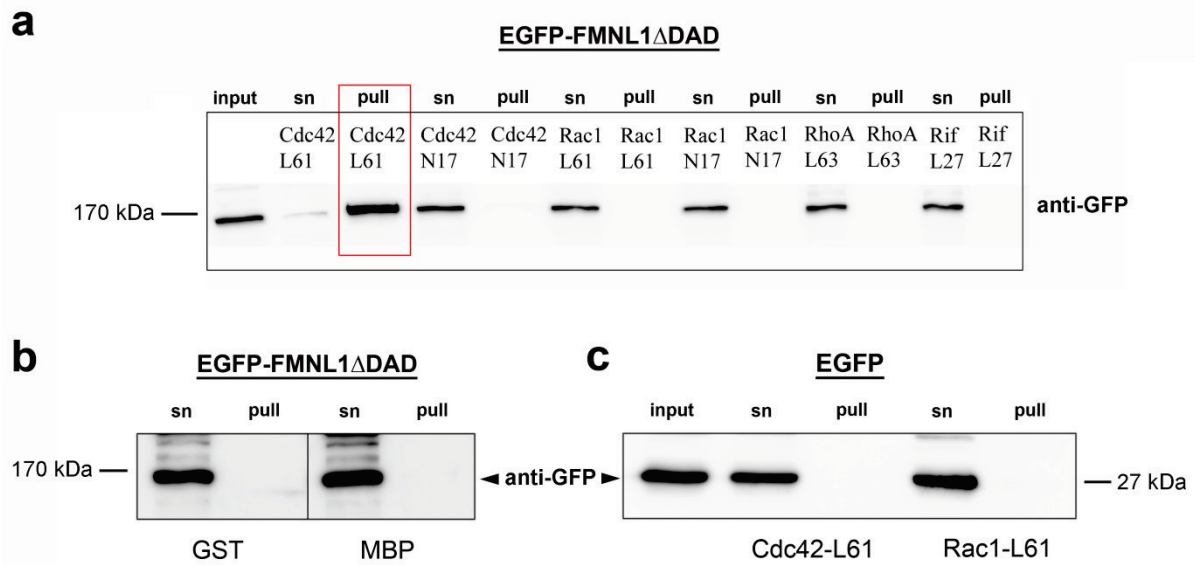 a
EGFP-FMNL1ΔDAD
input sn pull sn pull sn pull sn pull sn pull sn pull
Cdc42 Cdc42 Cdc42 Cdc42 Rac1 Rac1 Rac1 Rac1 RhoA RhoA Rif Rif
L61 L61 N17 N17 L61 L61 N17 N17 L63 L63 L27 L27
170 kDa
anti-GFP
b
EGFP-FMNL1ΔDAD
sn pull sn pull
170 kDa
GST MBP
anti-GFP
c
EGFP
input sn pull sn pull
27 kDa
Cdc42-L61 Rac1-L61